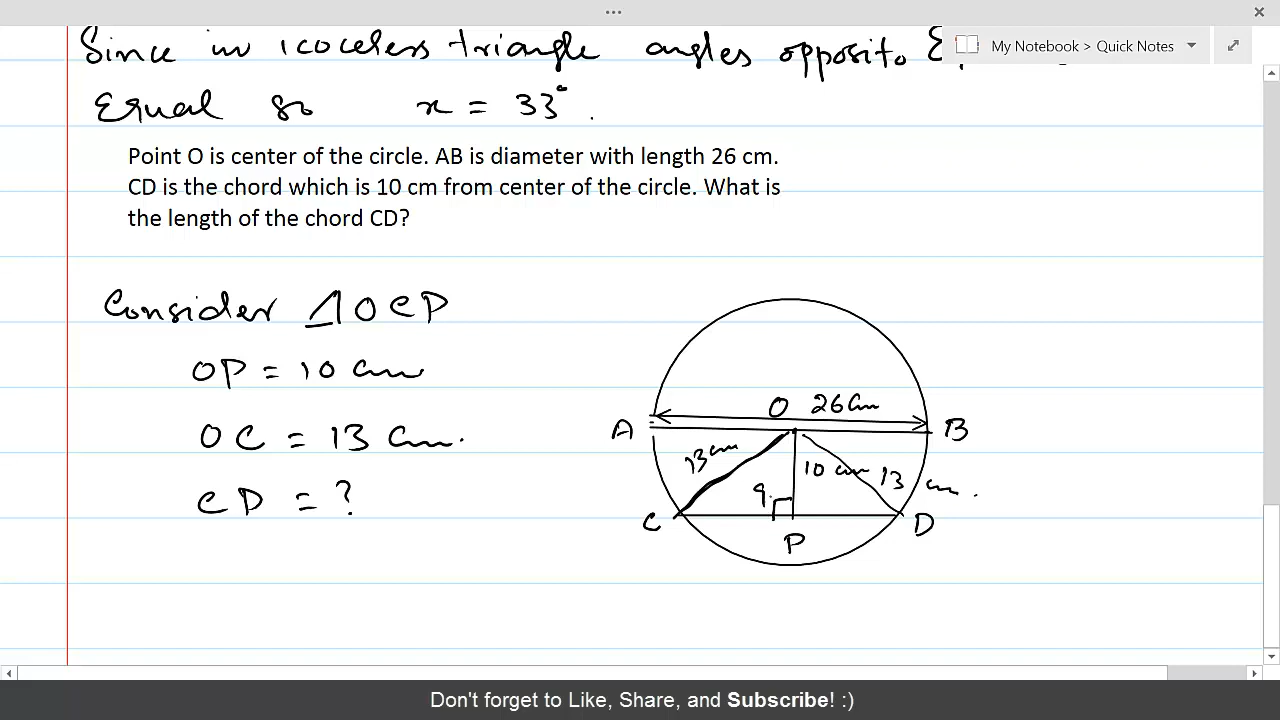 Since in icoceless triangle angles opposito
My Notebook > Quick Notes
Equal so x = 33°.
Point O is center of the circle. AB is diameter with length 26 cm.
CD is the chord which is 10 cm from center of the circle. What is
the length of the chord CD?
Consider △OCP
OP = 10 cm
OC = 13 cm.
CD = ?
O 26 cm
A
B
13 cm
10 cm
13 cm.
C
D
P
Don't forget to Like, Share, and Subscribe! :)